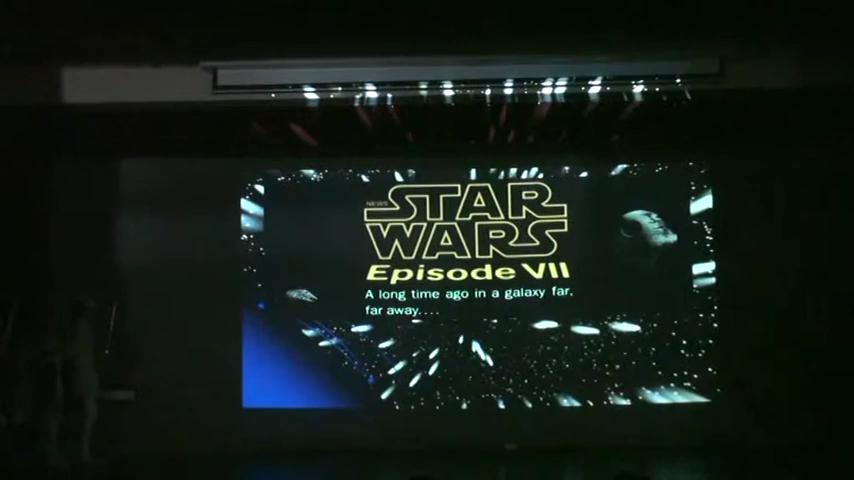 NEWS
STAR
WARS
Episode VII
A long time ago in a galaxy far,
far away....